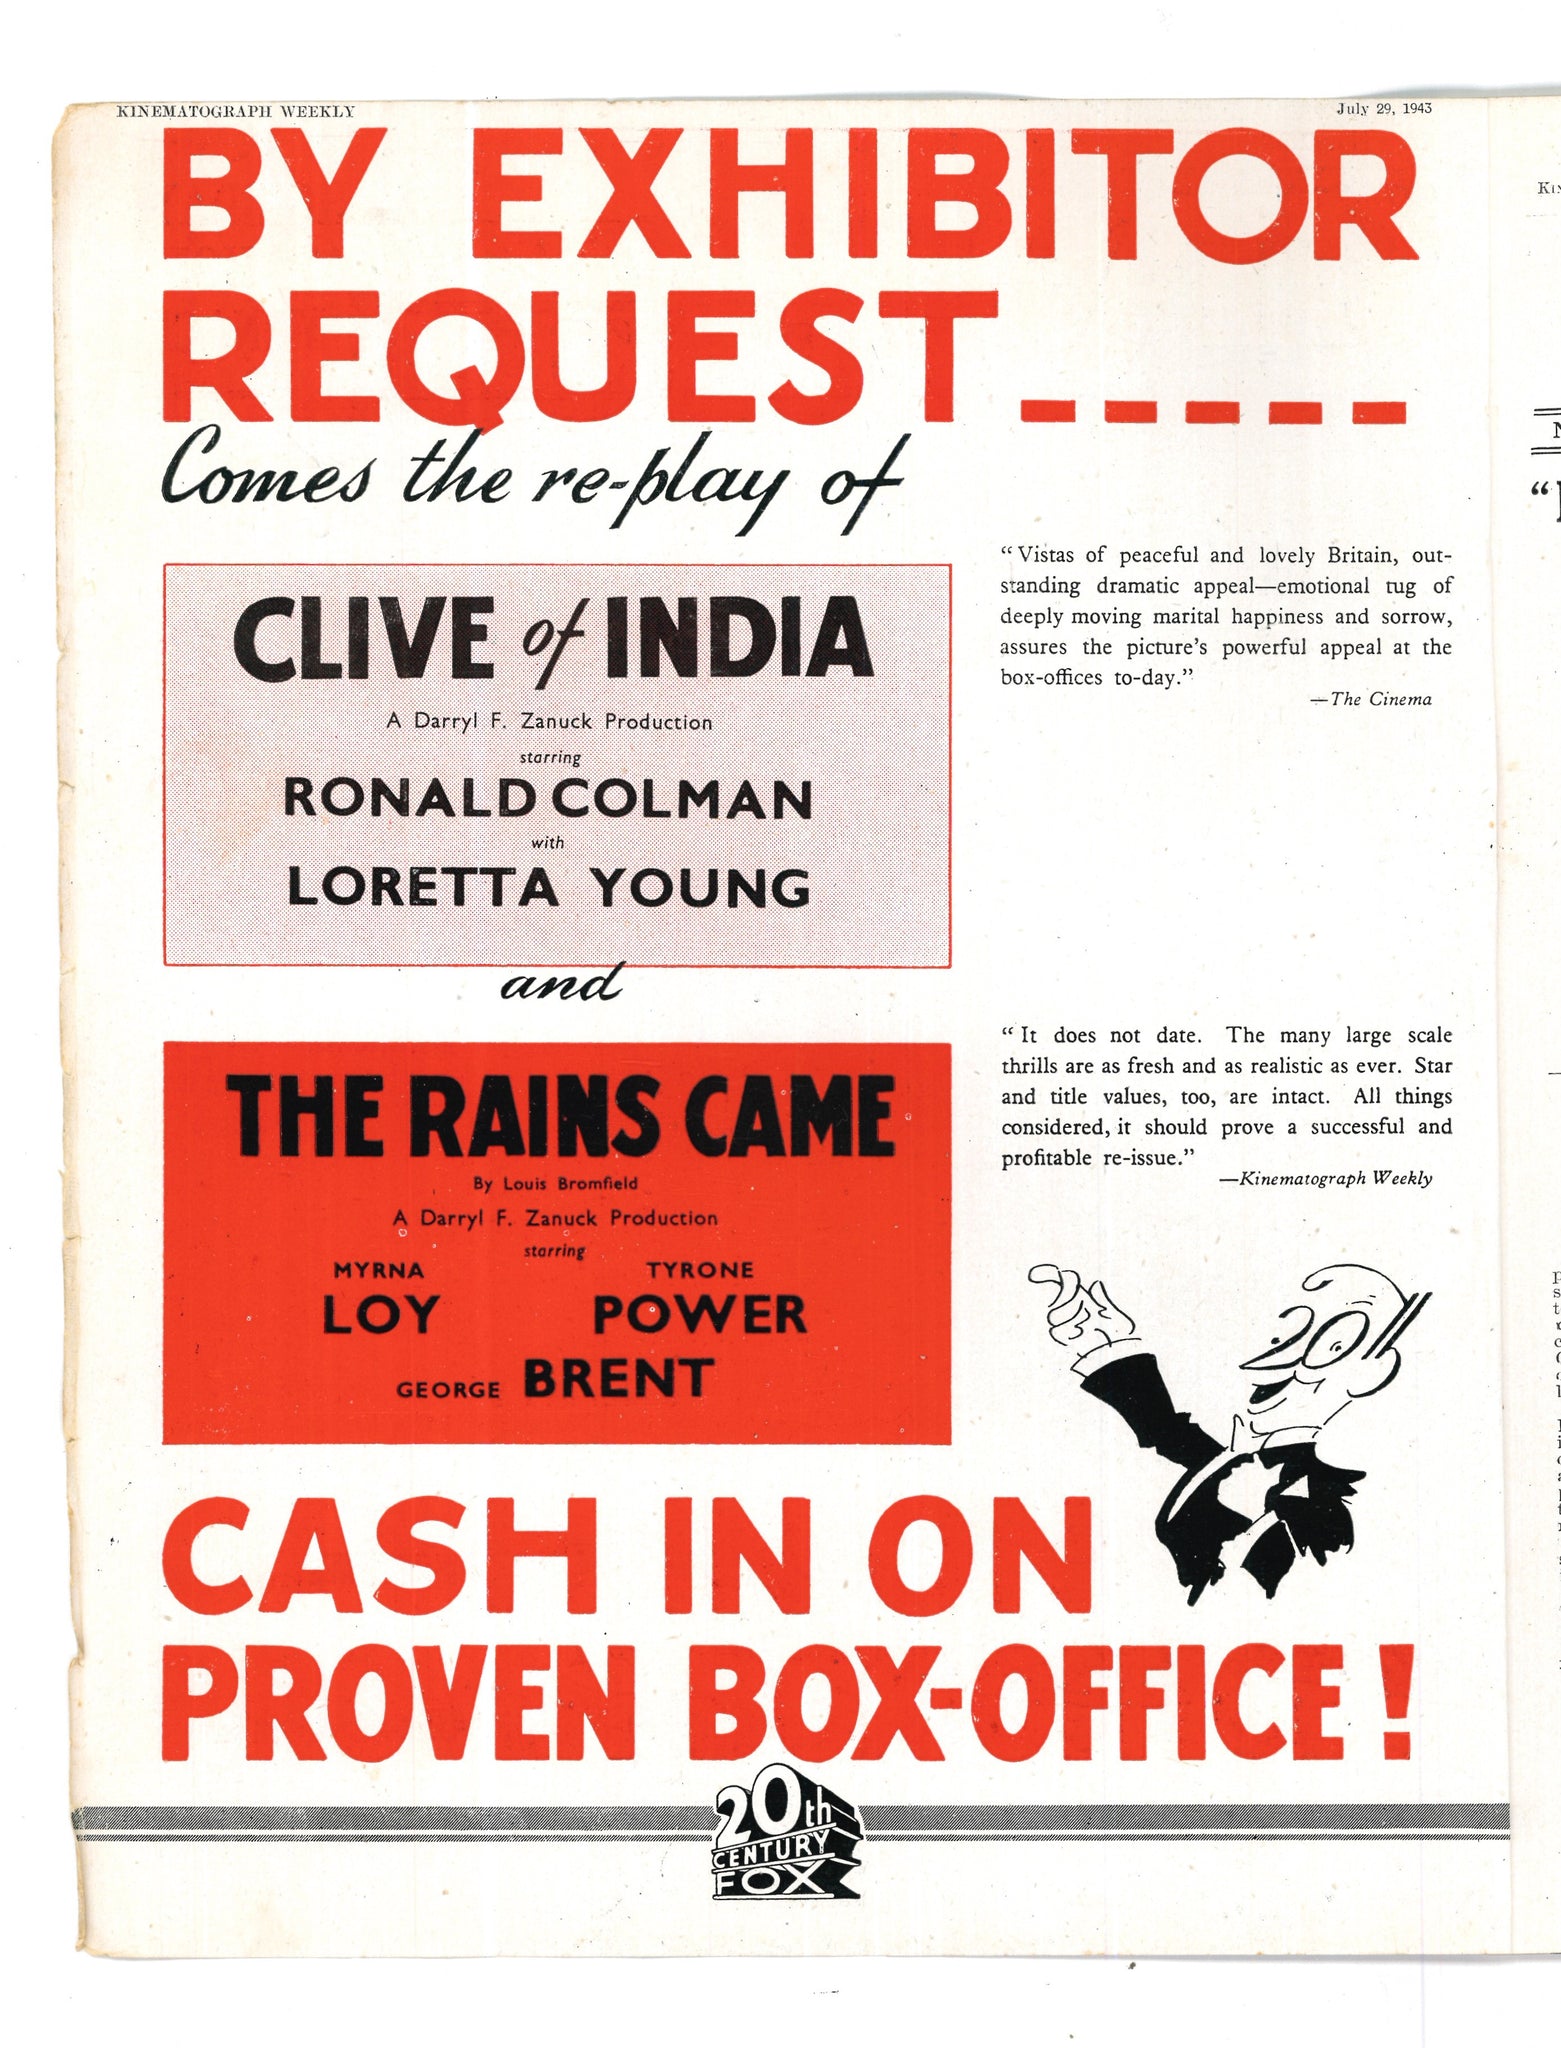 KINEMATOGRAPH WEEKLY
July 29, 1943
BY EXHIBITOR
REQUEST_____
Comes the re-play of
CLIVE of INDIA
A Darryl F. Zanuck Production
starring
RONALD COLMAN
with
LORETTA YOUNG
“Vistas of peaceful and lovely Britain, out-
standing dramatic appeal—emotional tug of
deeply moving marital happiness and sorrow,
assures the picture's powerful appeal at the
box-offices to-day.”
—The Cinema
and
THE RAINS CAME
By Louis Bromfield
A Darryl F. Zanuck Production
starring
MYRNA TYRONE
LOY POWER
GEORGE BRENT
“It does not date. The many large scale
thrills are as fresh and as realistic as ever. Star
and title values, too, are intact. All things
considered, it should prove a successful and
profitable re-issue.”
—Kinematograph Weekly
CASH IN ON
PROVEN BOX-OFFICE !
20th
CENTURY
FOX